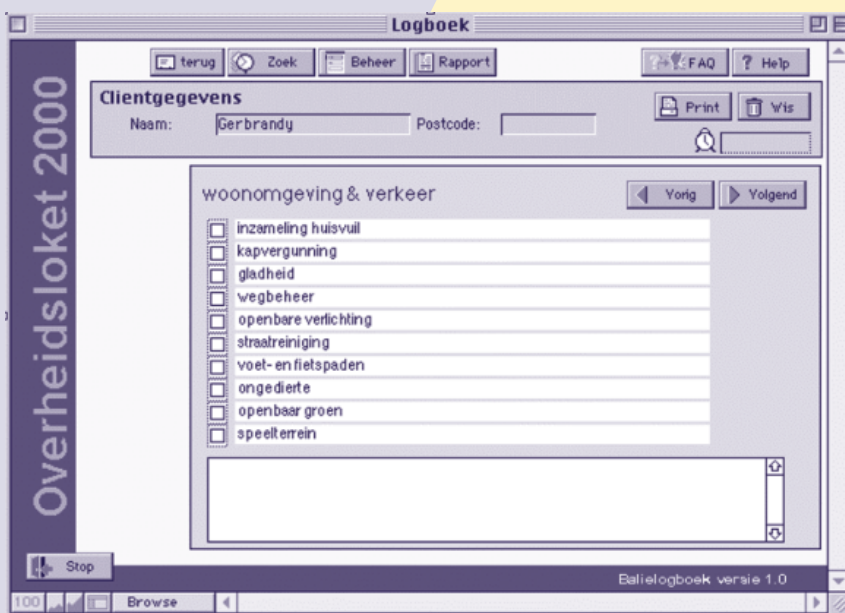 Logboek
terug Zoek Beheer Rapport FAQ ? Help
Clientgegevens
Print Wis
Naam: Gerbrandy Postcode:
Overheidsloket 2000
woonomgeving & verkeer
Vorig Volgend
inzameling huisvuil
kapvergunning
gladheid
wegbeheer
openbare verlichting
straatreiniging
voet- en fietspaden
ongedierte
openbaar groen
speelterrein
Stop
Balielogboek versie 1.0
100 Browse